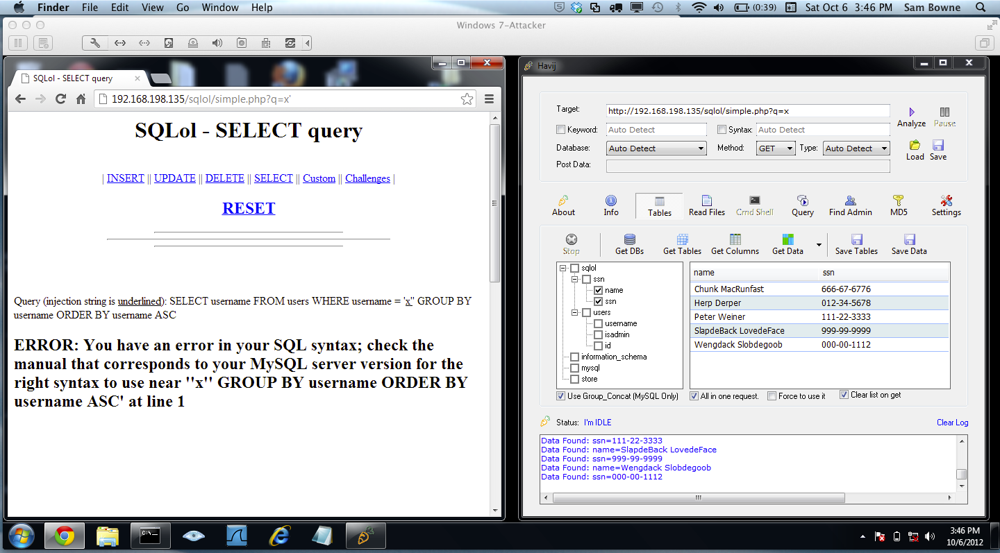 Finder File Edit View Go Window Help (0:39) Sat Oct 6 3:46 PM Sam Bowne
Windows 7-Attacker
SQLol - SELECT query
192.168.198.135/sqlol/simple.php?q=x'
SQLol - SELECT query
| INSERT || UPDATE || DELETE || SELECT || Custom || Challenges |
RESET
Query (injection string is underlined): SELECT username FROM users WHERE username = 'x'' GROUP BY
username ORDER BY username ASC
ERROR: You have an error in your SQL syntax; check the
manual that corresponds to your MySQL server version for the
right syntax to use near ''x'' GROUP BY username ORDER BY
username ASC' at line 1
Havij
Target: http://192.168.198.135/sqlol/simple.php?q=x
Analyze Pause
Keyword: Auto Detect Syntax: Auto Detect
Database: Auto Detect Method: GET Type: Auto Detect
Load Save
Post Data:
About Info Tables Read Files Cmd Shell Query Find Admin MD5 Settings
Stop Get DBs Get Tables Get Columns Get Data Save Tables Save Data
sqlol
ssn
name
ssn
users
username
isadmin
id
information_schema
mysql
store
name ssn
Chunk MacRunfast 666-67-6776
Herp Derper 012-34-5678
Peter Weiner 111-22-3333
SlapdeBack LovedeFace 999-99-9999
Wengdack Slobdegoob 000-00-1112
Use Group_Concat (MySQL Only) All in one request. Force to use it Clear list on get
Status: I'm IDLE Clear Log
Data Found: ssn=111-22-3333
Data Found: name=SlapdeBack LovedeFace
Data Found: ssn=999-99-9999
Data Found: name=Wengdack Slobdegoob
Data Found: ssn=000-00-1112
C:\
3:46 PM
10/6/2012